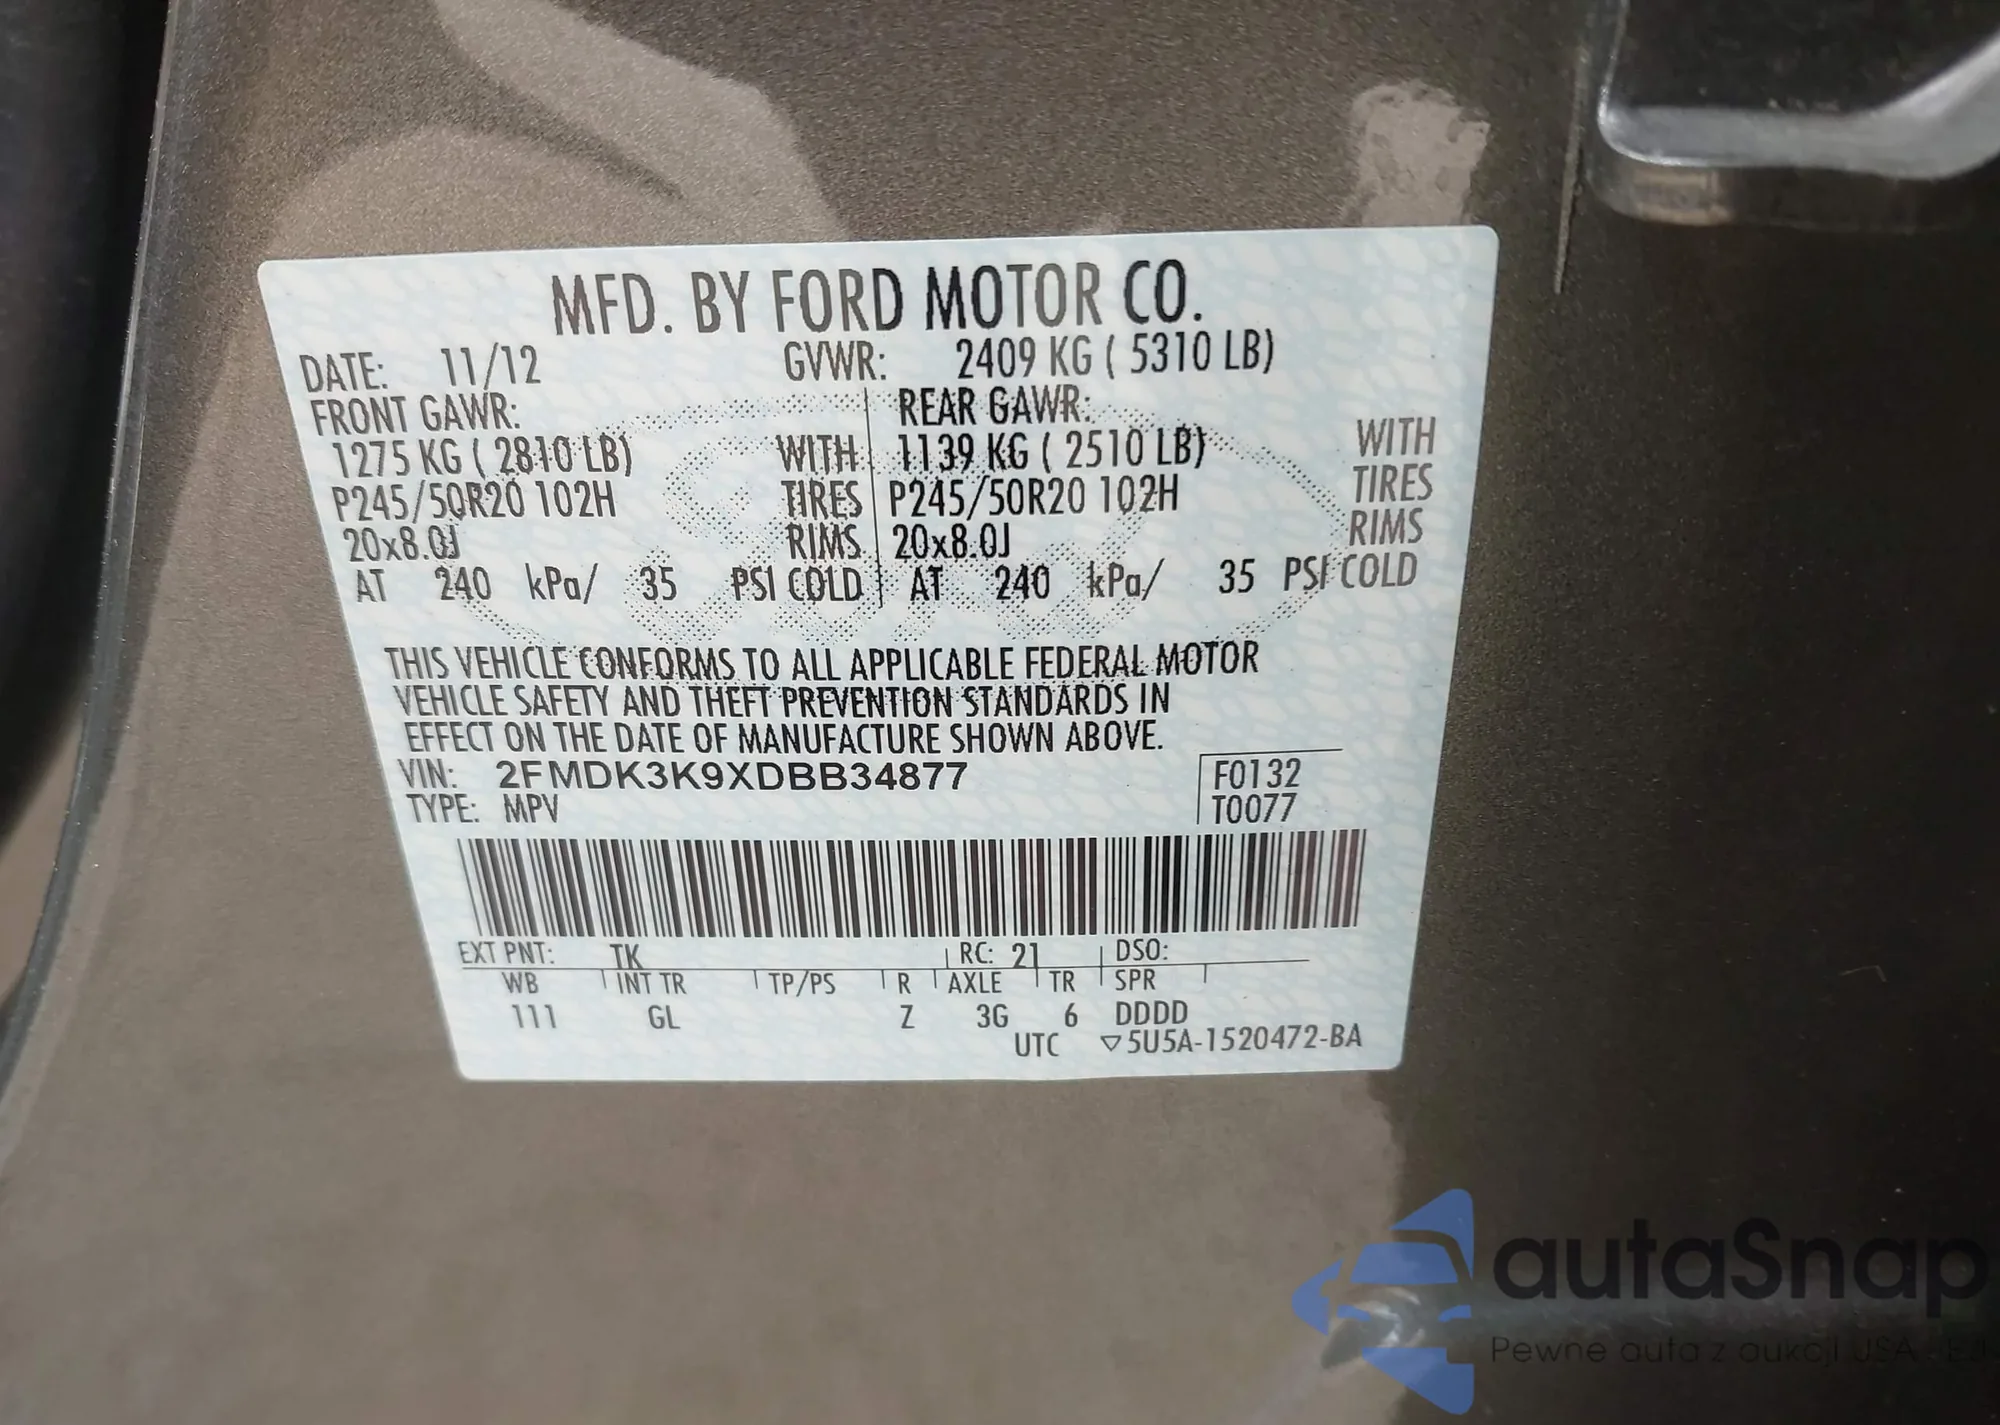 MFD. BY FORD MOTOR CO.
DATE: 11/12 GVWR: 2409 KG ( 5310 LB)
FRONT GAWR: REAR GAWR:
1275 KG ( 2810 LB) WITH 1139 KG ( 2510 LB) WITH
P245/50R20 102H TIRES P245/50R20 102H TIRES
20x8.0J RIMS 20x8.0J RIMS
AT 240 kPa/ 35 PSI COLD AT 240 kPa/ 35 PSI COLD
THIS VEHICLE CONFORMS TO ALL APPLICABLE FEDERAL MOTOR
VEHICLE SAFETY AND THEFT PREVENTION STANDARDS IN
EFFECT ON THE DATE OF MANUFACTURE SHOWN ABOVE.
VIN: 2FMDK3K9XDBB34877 F0132
TYPE: MPV T0077
EXT PNT: TK RC: 21 DSO:
WB INT TR TP/PS R AXLE TR SPR
111 GL Z 3G 6 DDDD
UTC ▽5U5A-1520472-BA
autaSnap
Pewne auta z aukcji USA